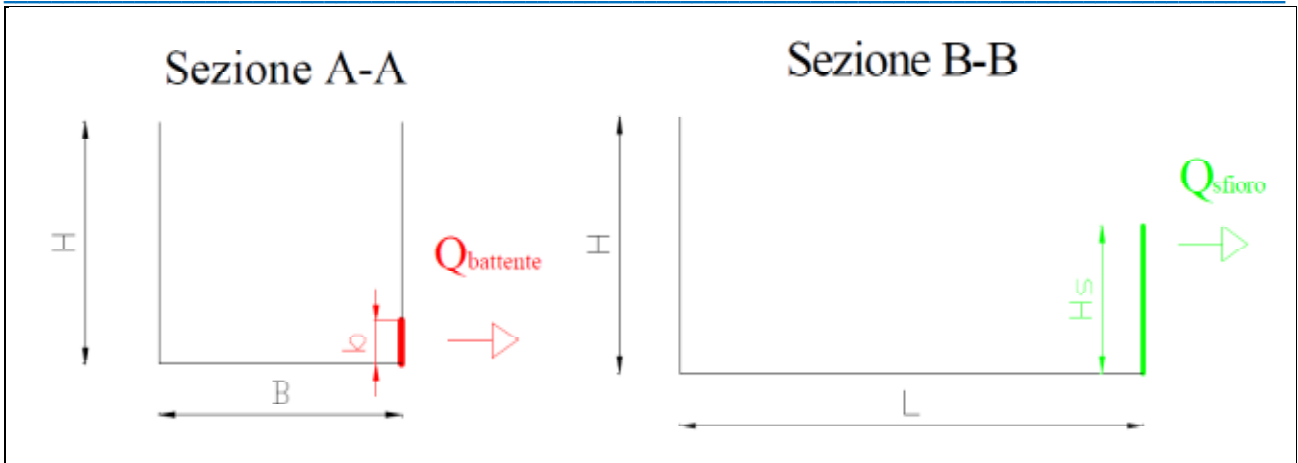 Sezione A-A
Sezione B-B
H
Qbattente
b
B
H
Qsfioro
Hs
L